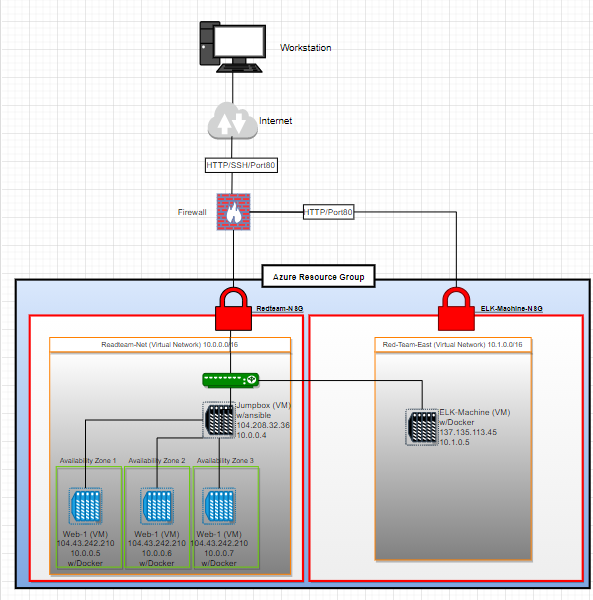 Workstation
Internet
HTTP/SSH/Port80
Firewall
HTTP/Port80
Azure Resource Group
Redteam-NSG
ELK-Machine-NSG
Readteam-Net (Virtual Network) 10.0.0.0/16
Red-Team-East (Virtual Network) 10.1.0.0/16
Jumpbox (VM)
w/ansible
104.208.32.36
10.0.0.4
ELK-Machine (VM)
w/Docker
137.135.113.45
10.1.0.5
Availability Zone 1
Availability Zone 2
Availability Zone 3
Web-1 (VM)
104.43.242.210
10.0.0.5
w/Docker
Web-1 (VM)
104.43.242.210
10.0.0.6
w/Docker
Web-1 (VM)
104.43.242.210
10.0.0.7
w/Docker